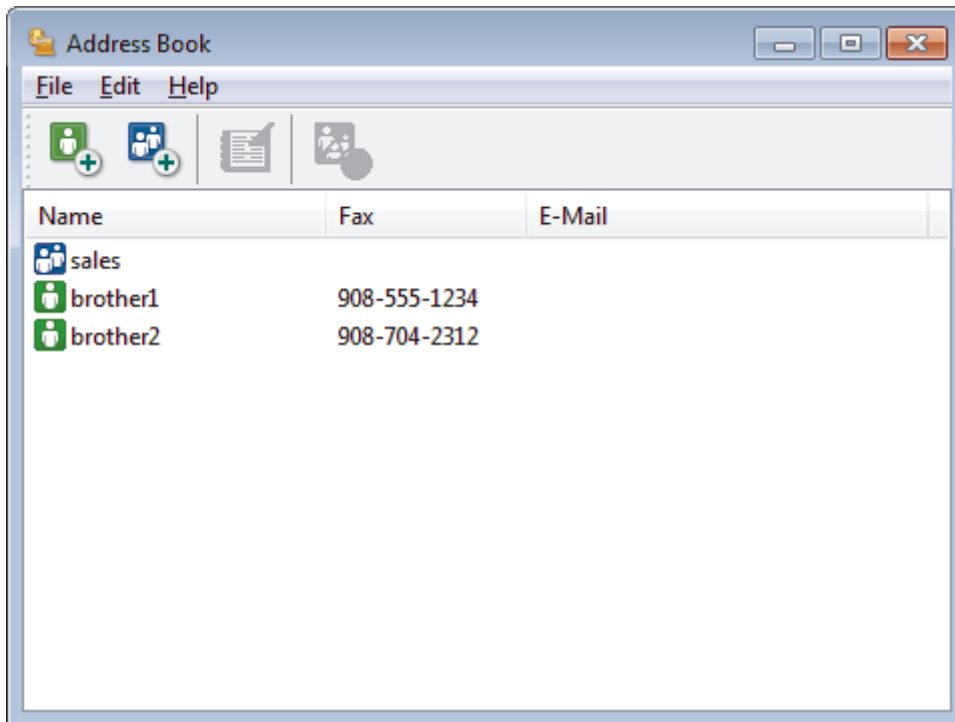 Address Book
File Edit Help
Name Fax E-Mail
sales
brother1 908-555-1234
brother2 908-704-2312